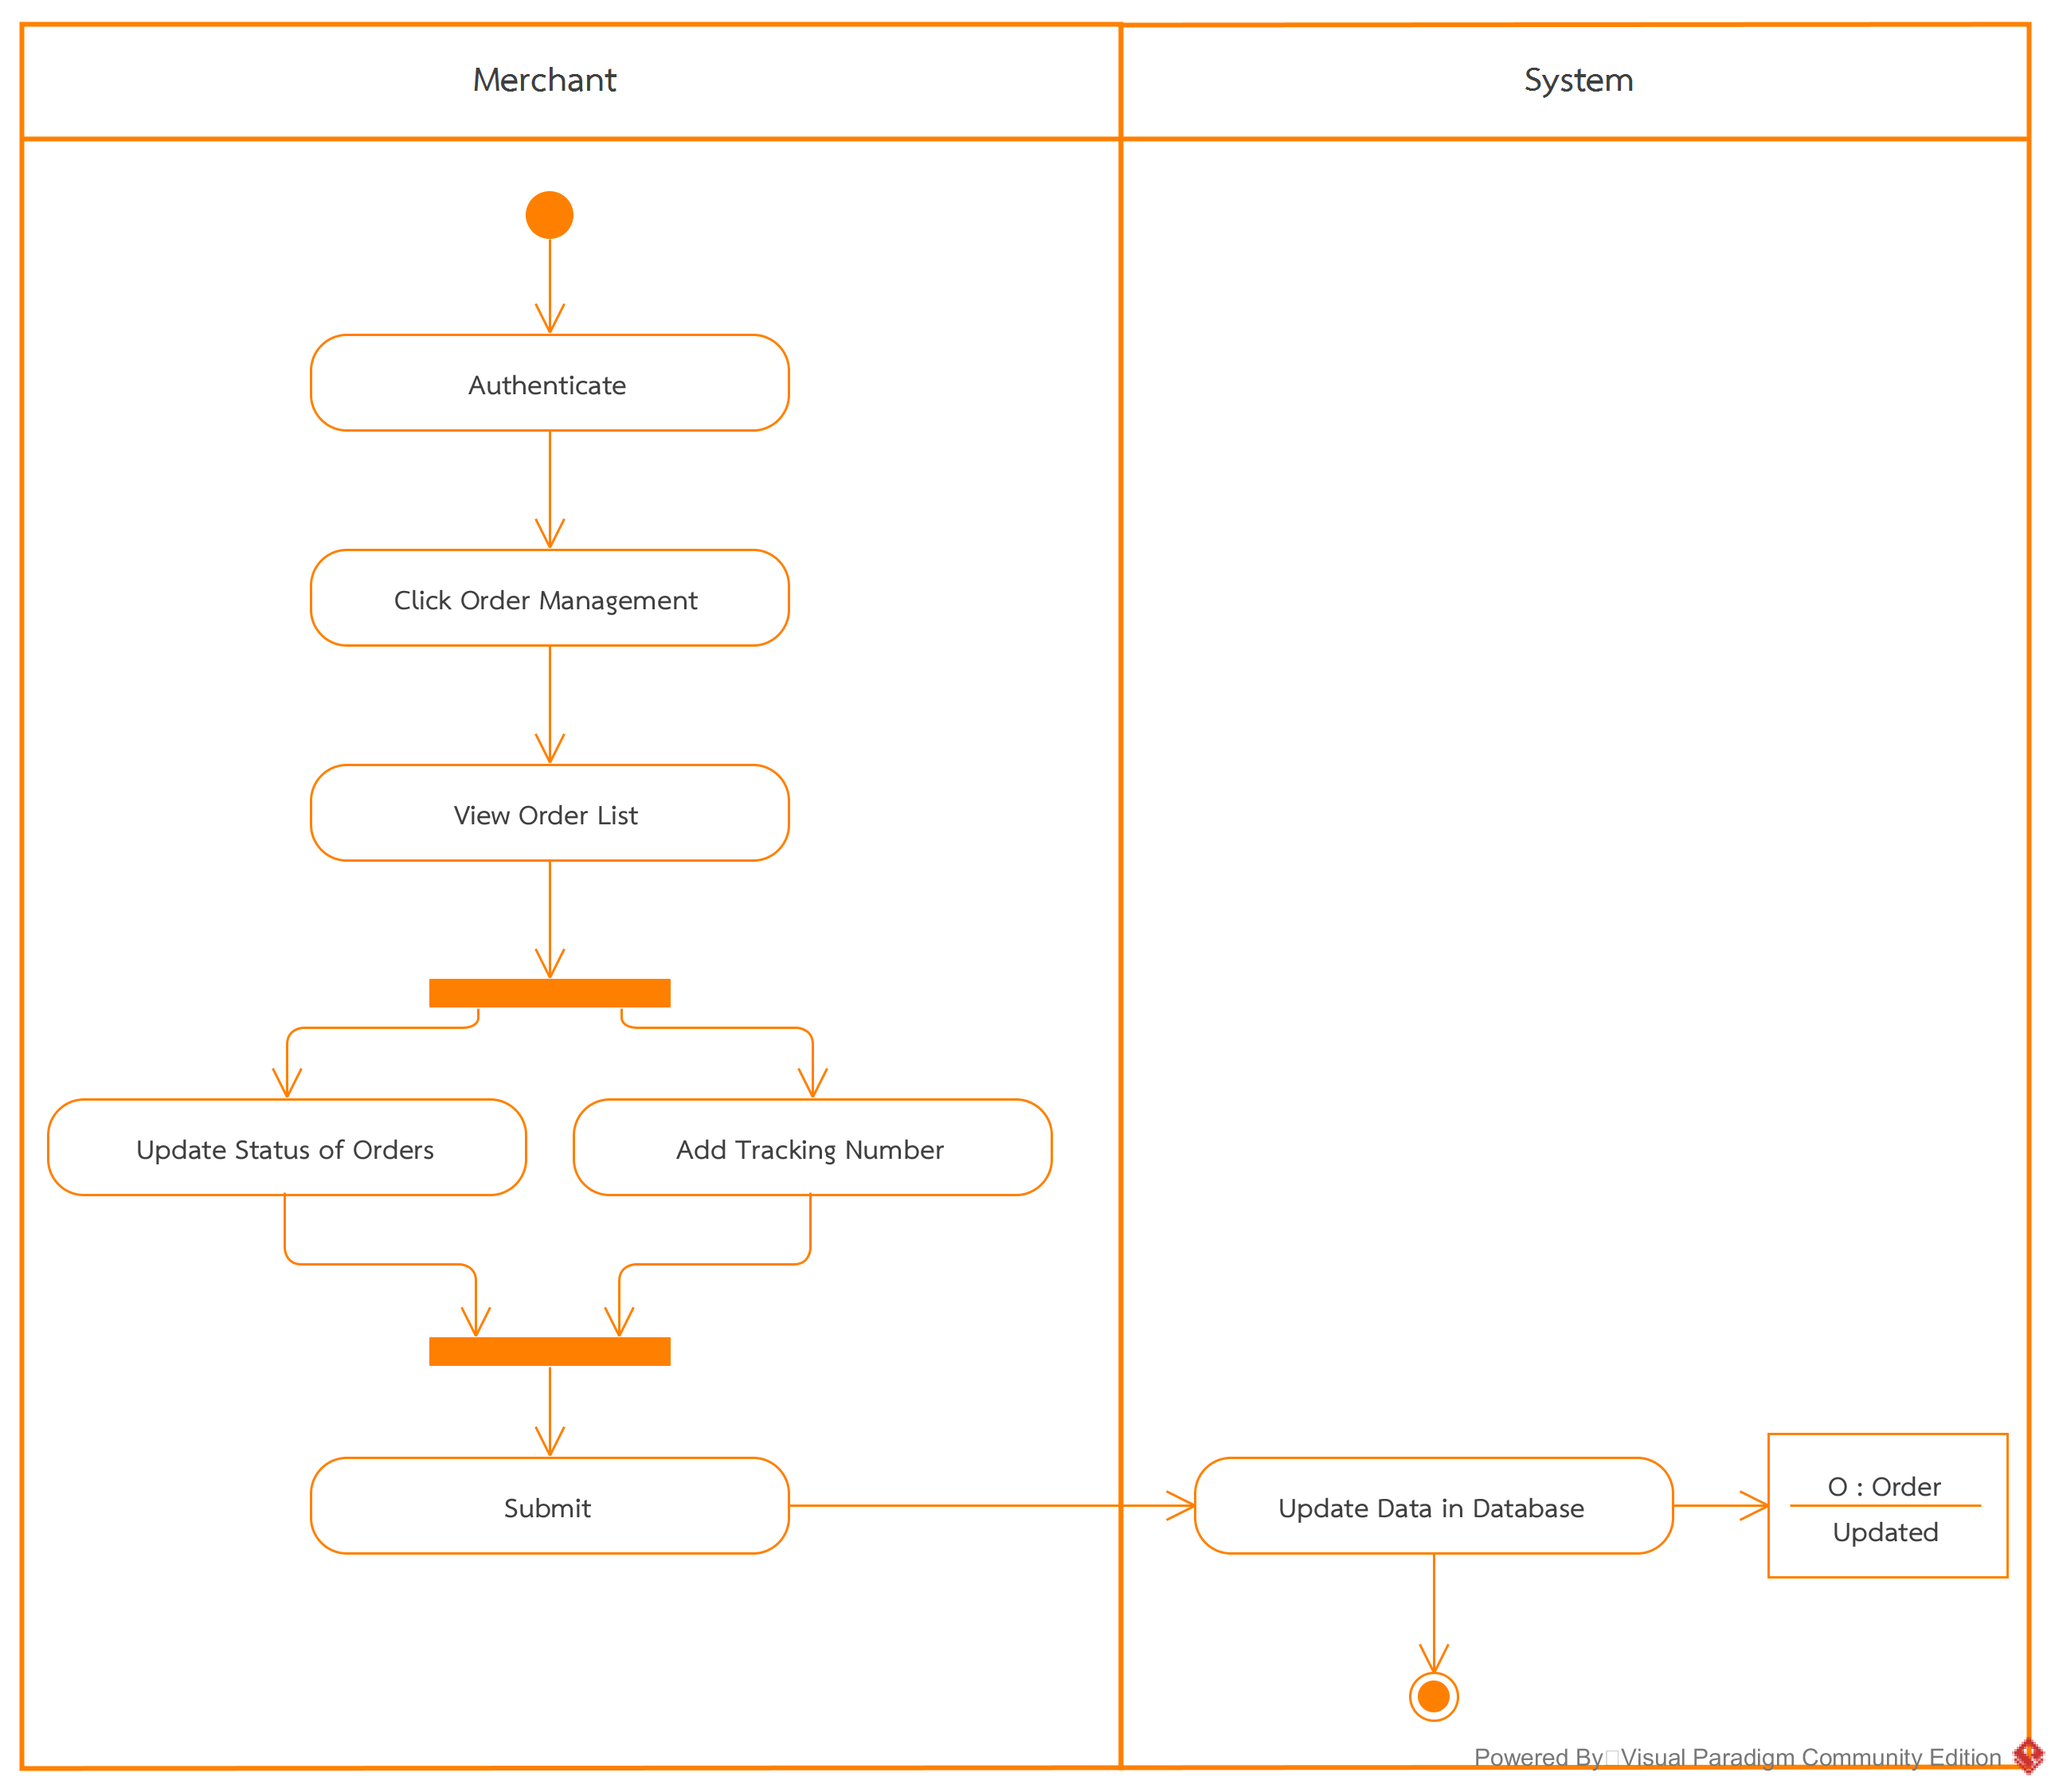 Merchant
System
Authenticate
Click Order Management
View Order List
Update Status of Orders
Add Tracking Number
Submit
Update Data in Database
O : Order
Updated
Powered By Visual Paradigm Community Edition